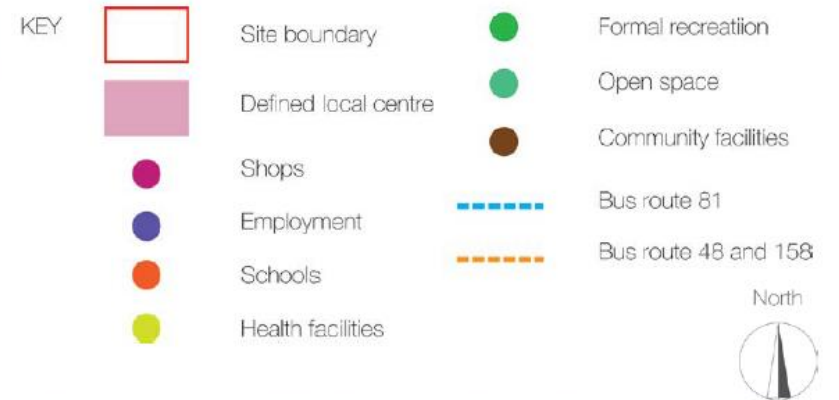 KEY
Site boundary
Defined local centre
Shops
Employment
Schools
Health facilities
Formal recreatiion
Open space
Community facilities
Bus route 81
Bus route 48 and 158
North